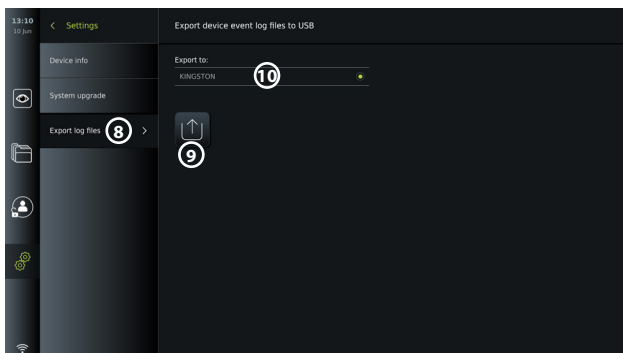 13:10
10 Jun
Settings
Device info
System upgrade
Export log files
8
Export device event log files to USB
Export to:
KINGSTON
10
9